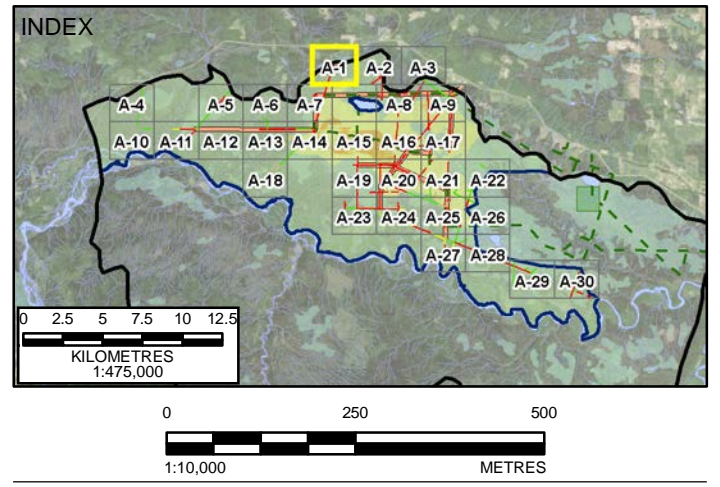 INDEX
A-1 A-2 A-3
A-4 A-5 A-6 A-7 A-8 A-9
A-10 A-11 A-12 A-13 A-14 A-15 A-16 A-17
A-18 A-19 A-20 A-21 A-22
A-23 A-24 A-25 A-26
A-27 A-28
A-29 A-30
0 2.5 5 7.5 10 12.5
KILOMETRES
1:475,000
0 250 500
1:10,000 METRES